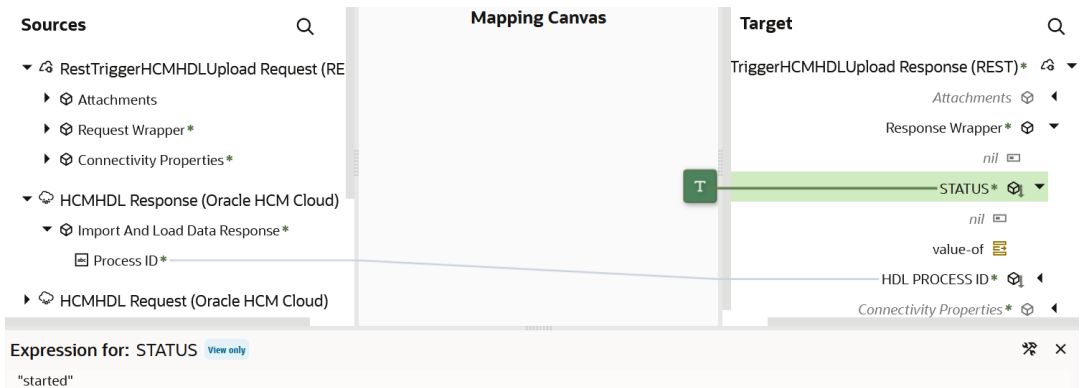 Sources
RestTriggerHCMHDLUpload Request (RE
Attachments
Request Wrapper*
Connectivity Properties*
HCMHDL Response (Oracle HCM Cloud)
Import And Load Data Response*
Process ID*
HCMHDL Request (Oracle HCM Cloud)
Mapping Canvas
T
Target
TriggerHCMHDLUpload Response (REST)*
Attachments
Response Wrapper*
nil
STATUS*
nil
value-of
HDL PROCESS ID*
Connectivity Properties*
Expression for: STATUS View only
"started"